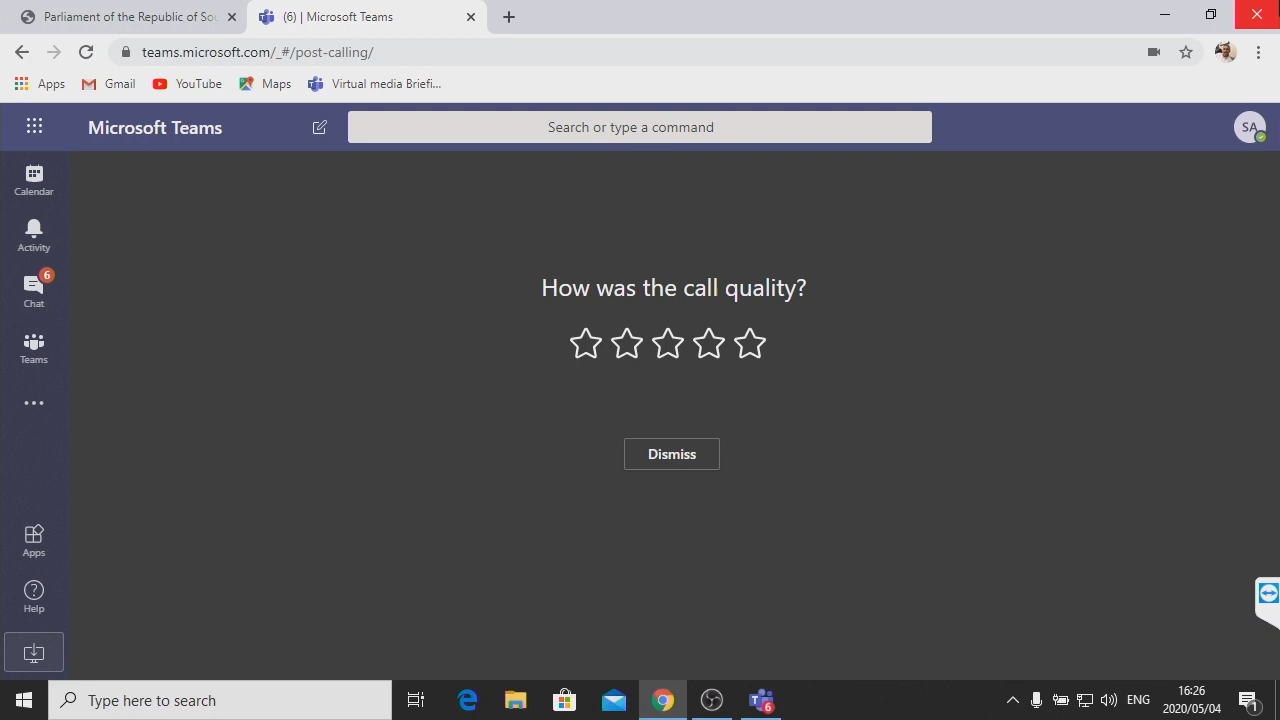 Parliament of the Republic of Sou
(6) | Microsoft Teams
teams.microsoft.com/_#/post-calling/
Apps
Gmail
YouTube
Maps
Virtual media Briefi...
Microsoft Teams
Search or type a command
SA
Calendar
Activity
6
Chat
Teams
How was the call quality?
Dismiss
Apps
Help
Type here to search
6
ENG
16:26
2020/05/04
1